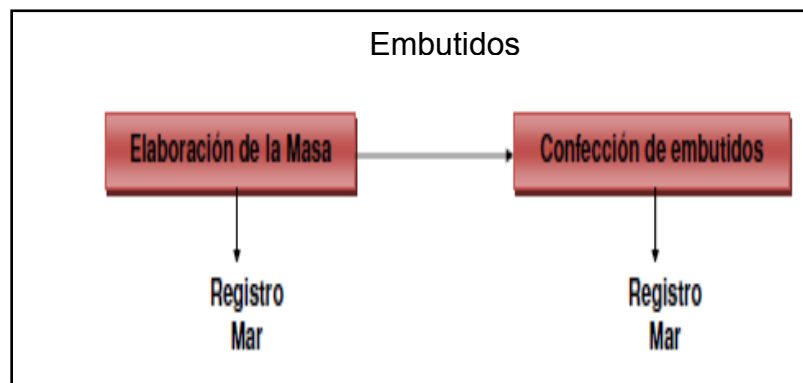 Embutidos
Elaboración de la Masa
Confección de embutidos
Registro
Mar
Registro
Mar